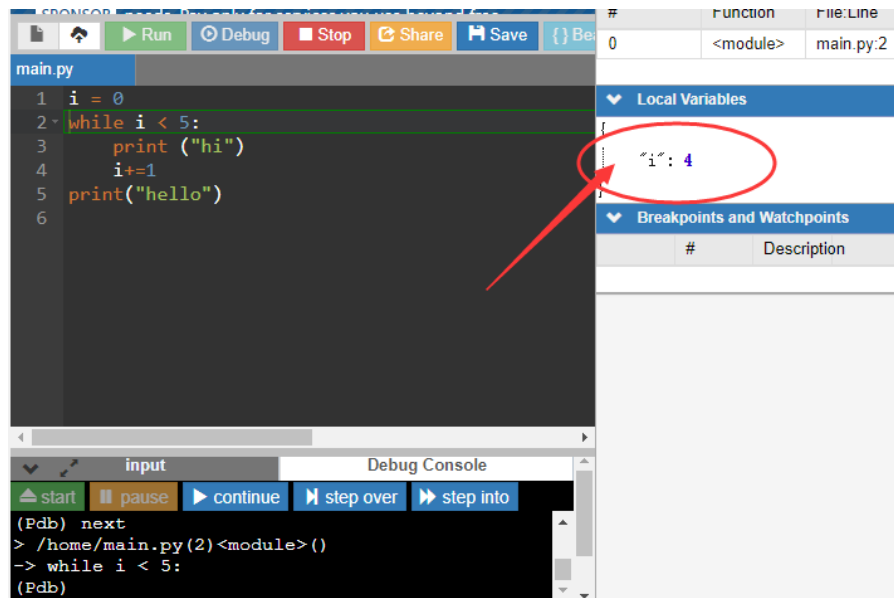 Run Debug Stop Share Save {} Bea
main.py
1 i = 0
2 while i < 5:
3     print ("hi")
4     i+=1
5 print("hello")
6
input Debug Console
start pause continue step over step into
(Pdb) next
> /home/main.py(2)<module>()
-> while i < 5:
(Pdb)
# Function File:Line
0 <module> main.py:2
Local Variables
{
"i": 4
}
Breakpoints and Watchpoints
# Description